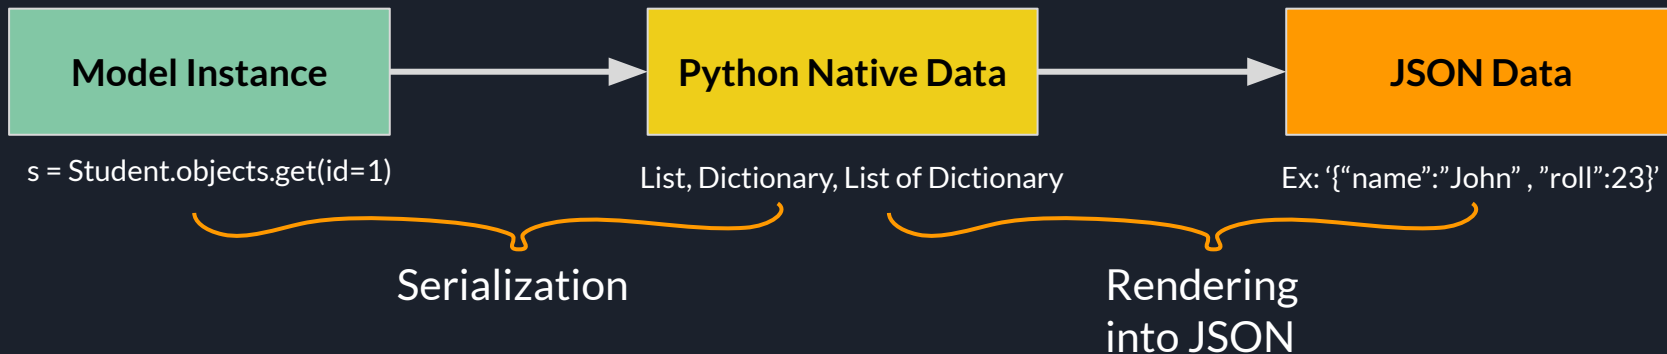 Model Instance
Python Native Data
JSON Data
s = Student.objects.get(id=1)
List, Dictionary, List of Dictionary
Ex: ‘{“name”:”John” , ”roll”:23}’
Serialization
Rendering
into JSON